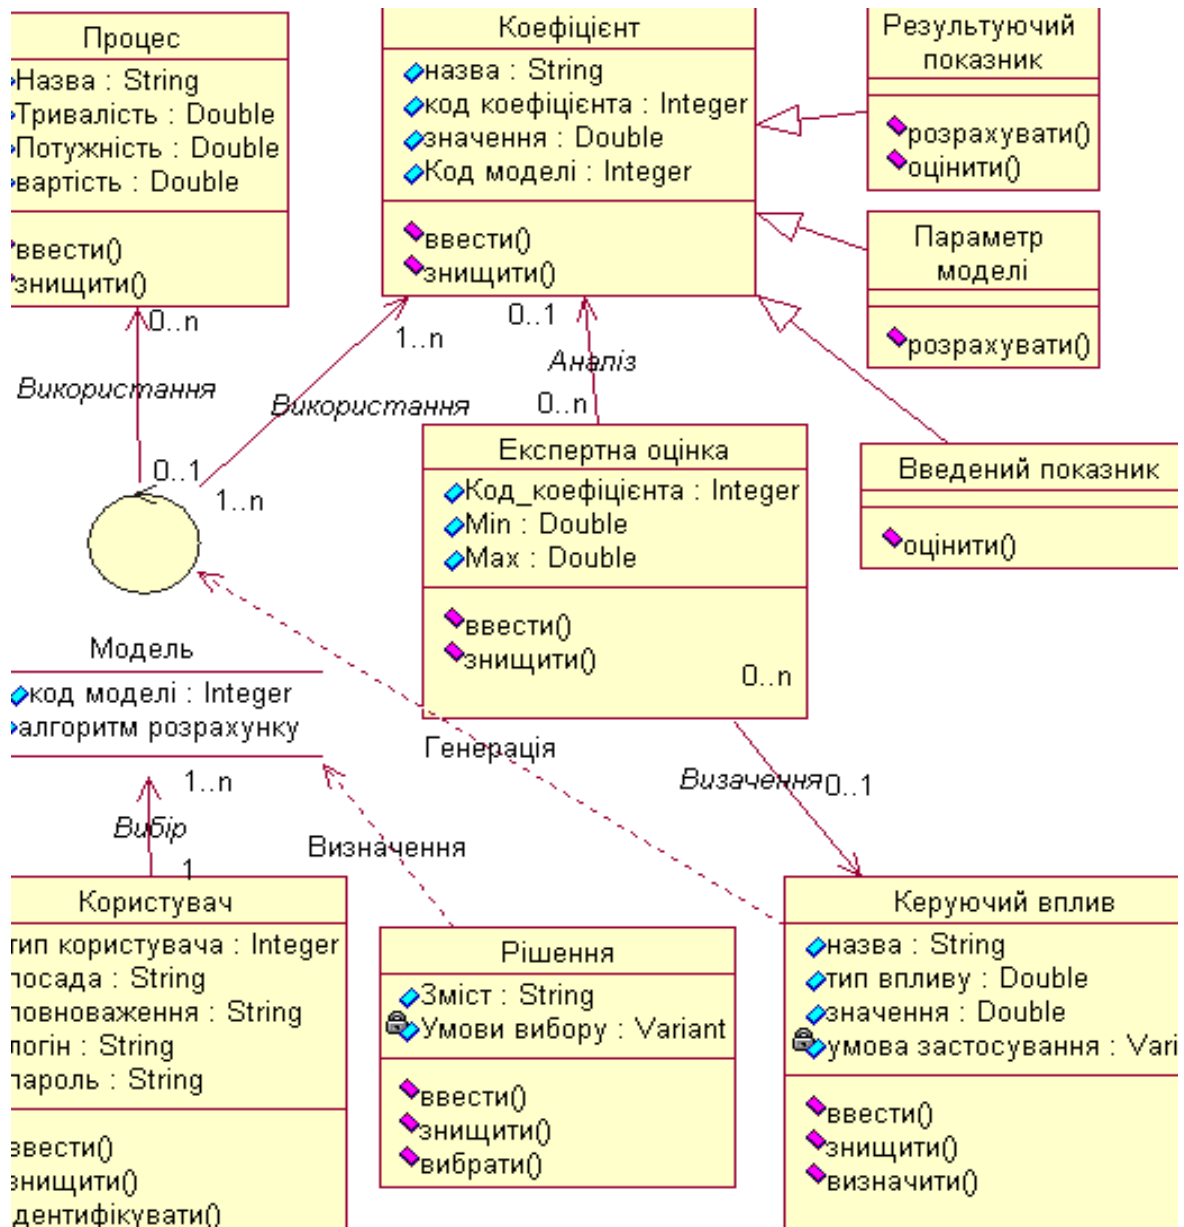 Процес
Назва : String
Тривалість : Double
Потужність : Double
вартість : Double
ввести()
знищити()
Коефіцієнт
назва : String
код коефіцієнта : Integer
значення : Double
Код моделі : Integer
ввести()
знищити()
Результуючий
показник
розрахувати()
оцінити()
Параметр
моделі
розрахувати()
0..n
1..n
0..1
Аналіз
0..n
Використання
Використання
0..1
1..n
Експертна оцінка
Код_коефіцієнта : Integer
Min : Double
Max : Double
ввести()
знищити()
0..n
Введений показник
оцінити()
Модель
код моделі : Integer
алгоритм розрахунку
Генерація
Визачення
0..1
1..n
Вибір
1
Визначення
Користувач
тип користувача : Integer
посада : String
повноваження : String
логін : String
пароль : String
ввести()
знищити()
дентифікувати()
Рішення
Зміст : String
Умови вибору : Variant
ввести()
знищити()
вибрати()
Керуючий вплив
назва : String
тип впливу : Double
значення : Double
умова застосування : Vari
ввести()
знищити()
визначити()